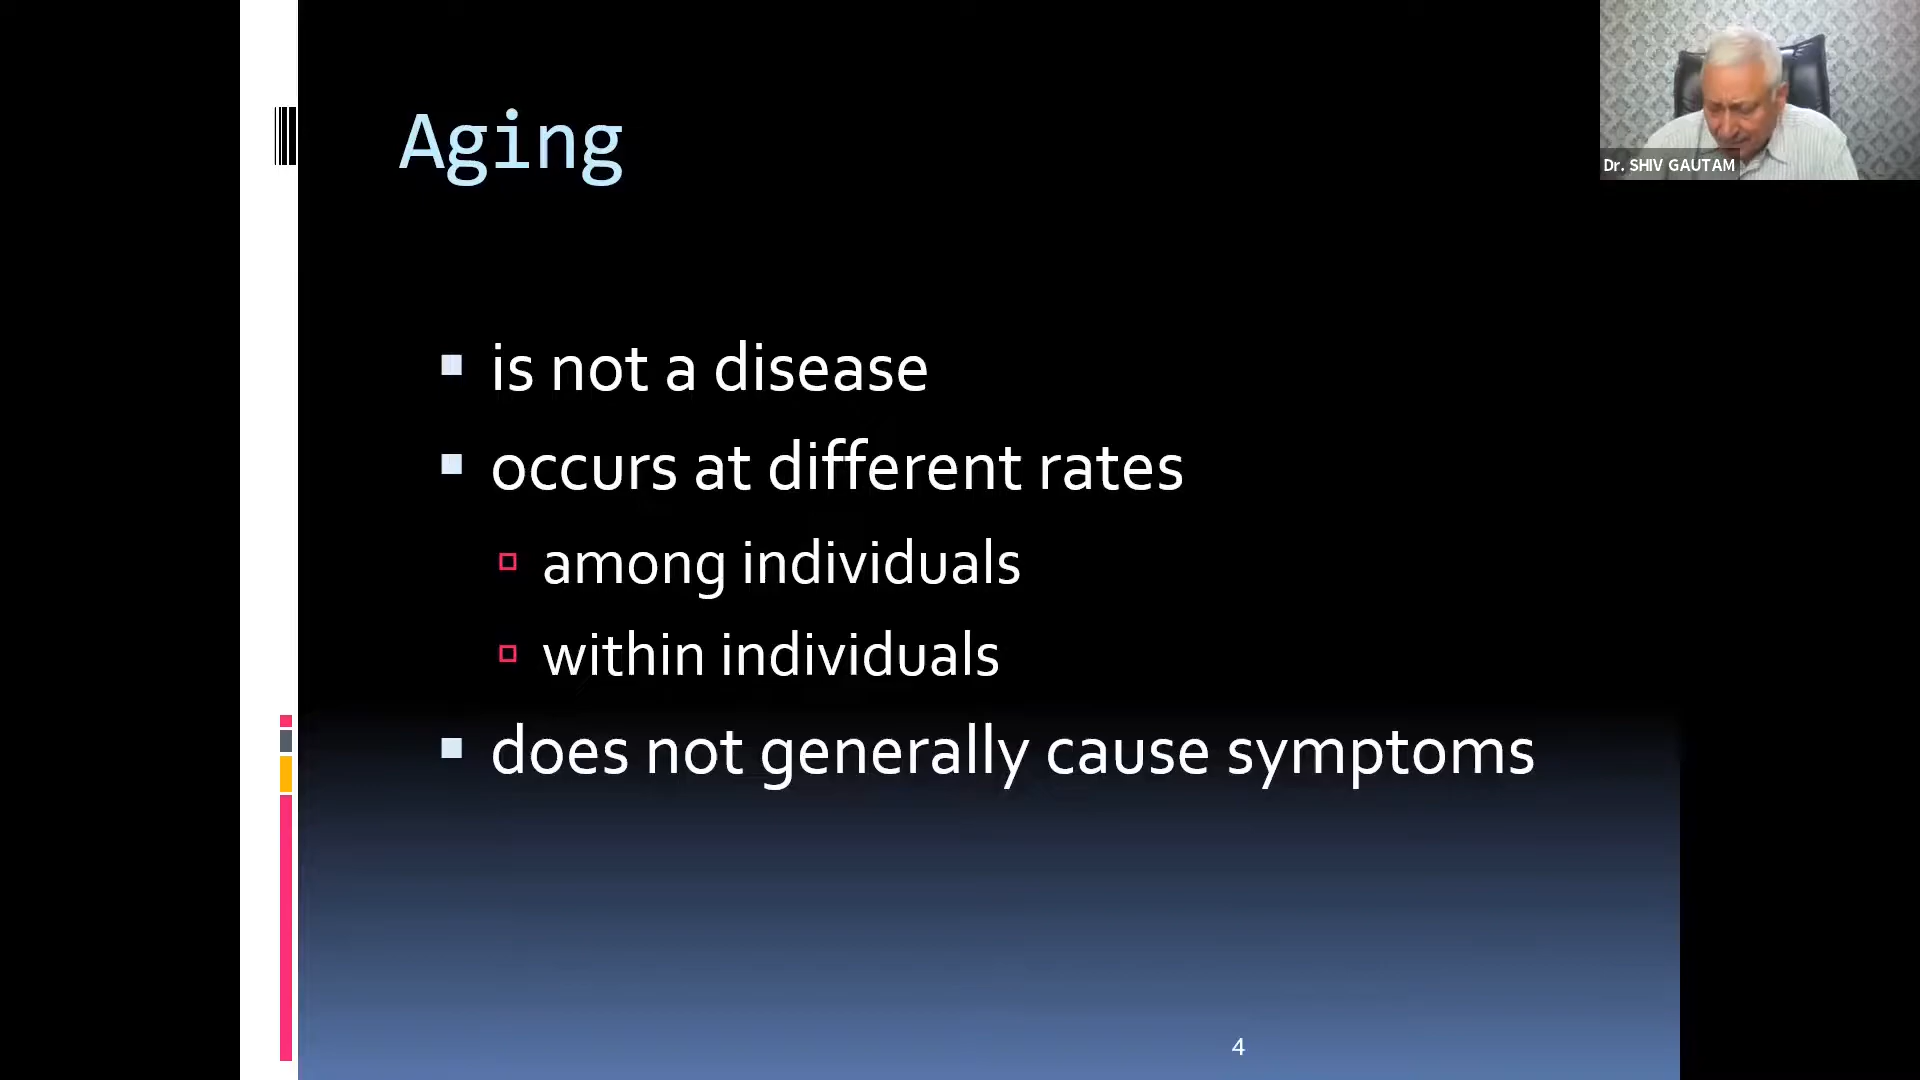 Aging
is not a disease
occurs at different rates
among individuals
within individuals
does not generally cause symptoms
4
Dr. SHIV GAUTAM